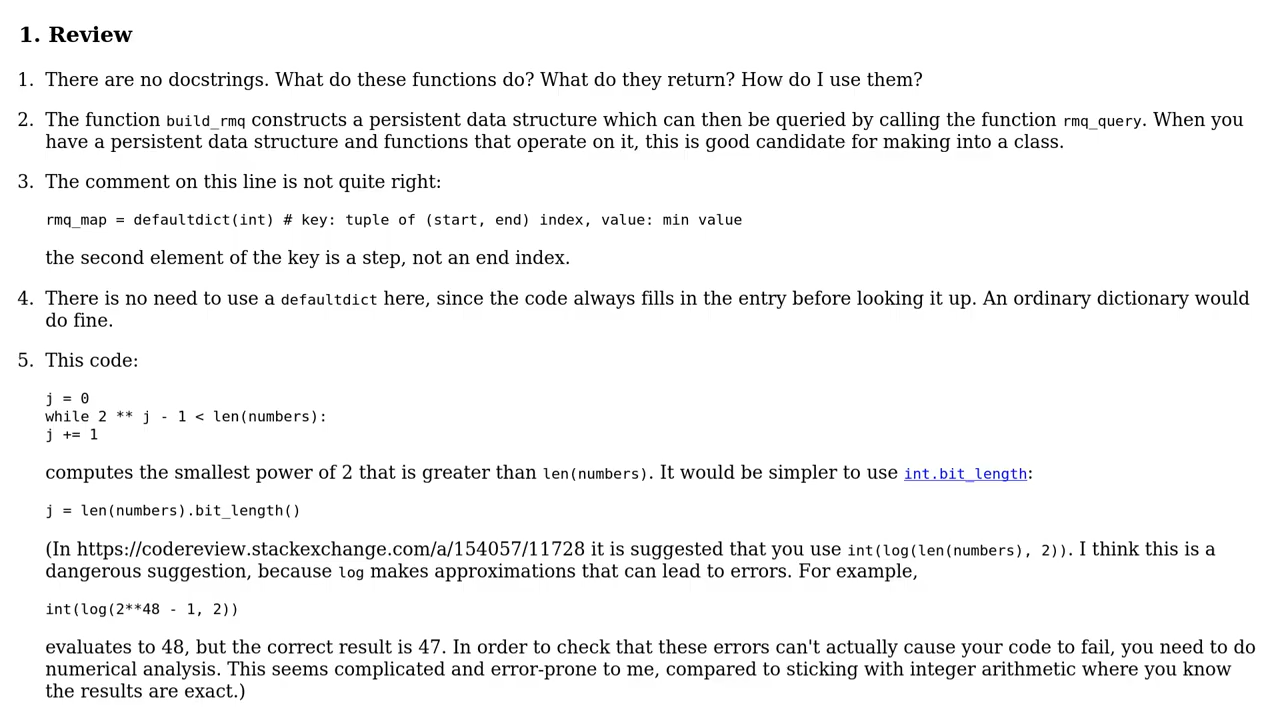 1. Review
1. There are no docstrings. What do these functions do? What do they return? How do I use them?
2. The function build_rmq constructs a persistent data structure which can then be queried by calling the function rmq_query. When you
have a persistent data structure and functions that operate on it, this is good candidate for making into a class.
3. The comment on this line is not quite right:
rmq_map = defaultdict(int) # key: tuple of (start, end) index, value: min value
the second element of the key is a step, not an end index.
4. There is no need to use a defaultdict here, since the code always fills in the entry before looking it up. An ordinary dictionary would
do fine.
5. This code:
j = 0
while 2 ** j - 1 < len(numbers):
j += 1
computes the smallest power of 2 that is greater than len(numbers). It would be simpler to use int.bit_length:
j = len(numbers).bit_length()
(In https://codereview.stackexchange.com/a/154057/11728 it is suggested that you use int(log(len(numbers), 2)). I think this is a
dangerous suggestion, because log makes approximations that can lead to errors. For example,
int(log(2**48 - 1, 2))
evaluates to 48, but the correct result is 47. In order to check that these errors can't actually cause your code to fail, you need to do
numerical analysis. This seems complicated and error-prone to me, compared to sticking with integer arithmetic where you know
the results are exact.)